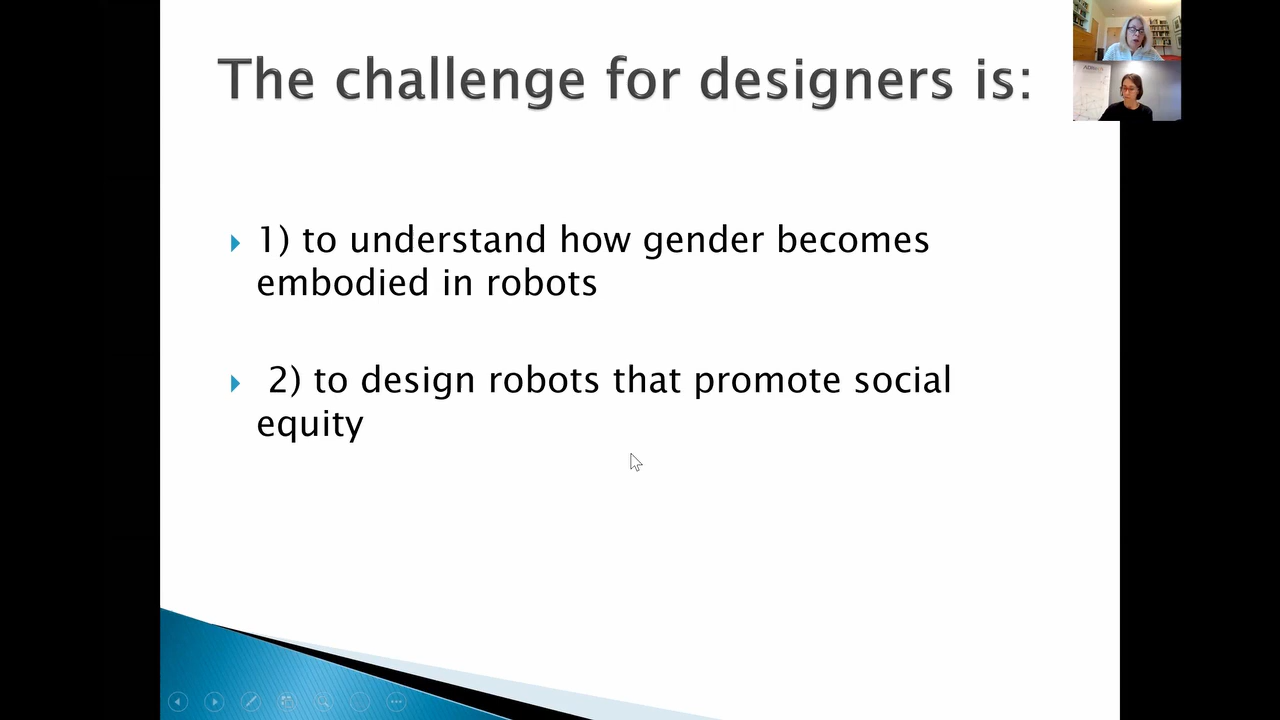 The challenge for designers is:
1) to understand how gender becomes
embodied in robots
2) to design robots that promote social
equity